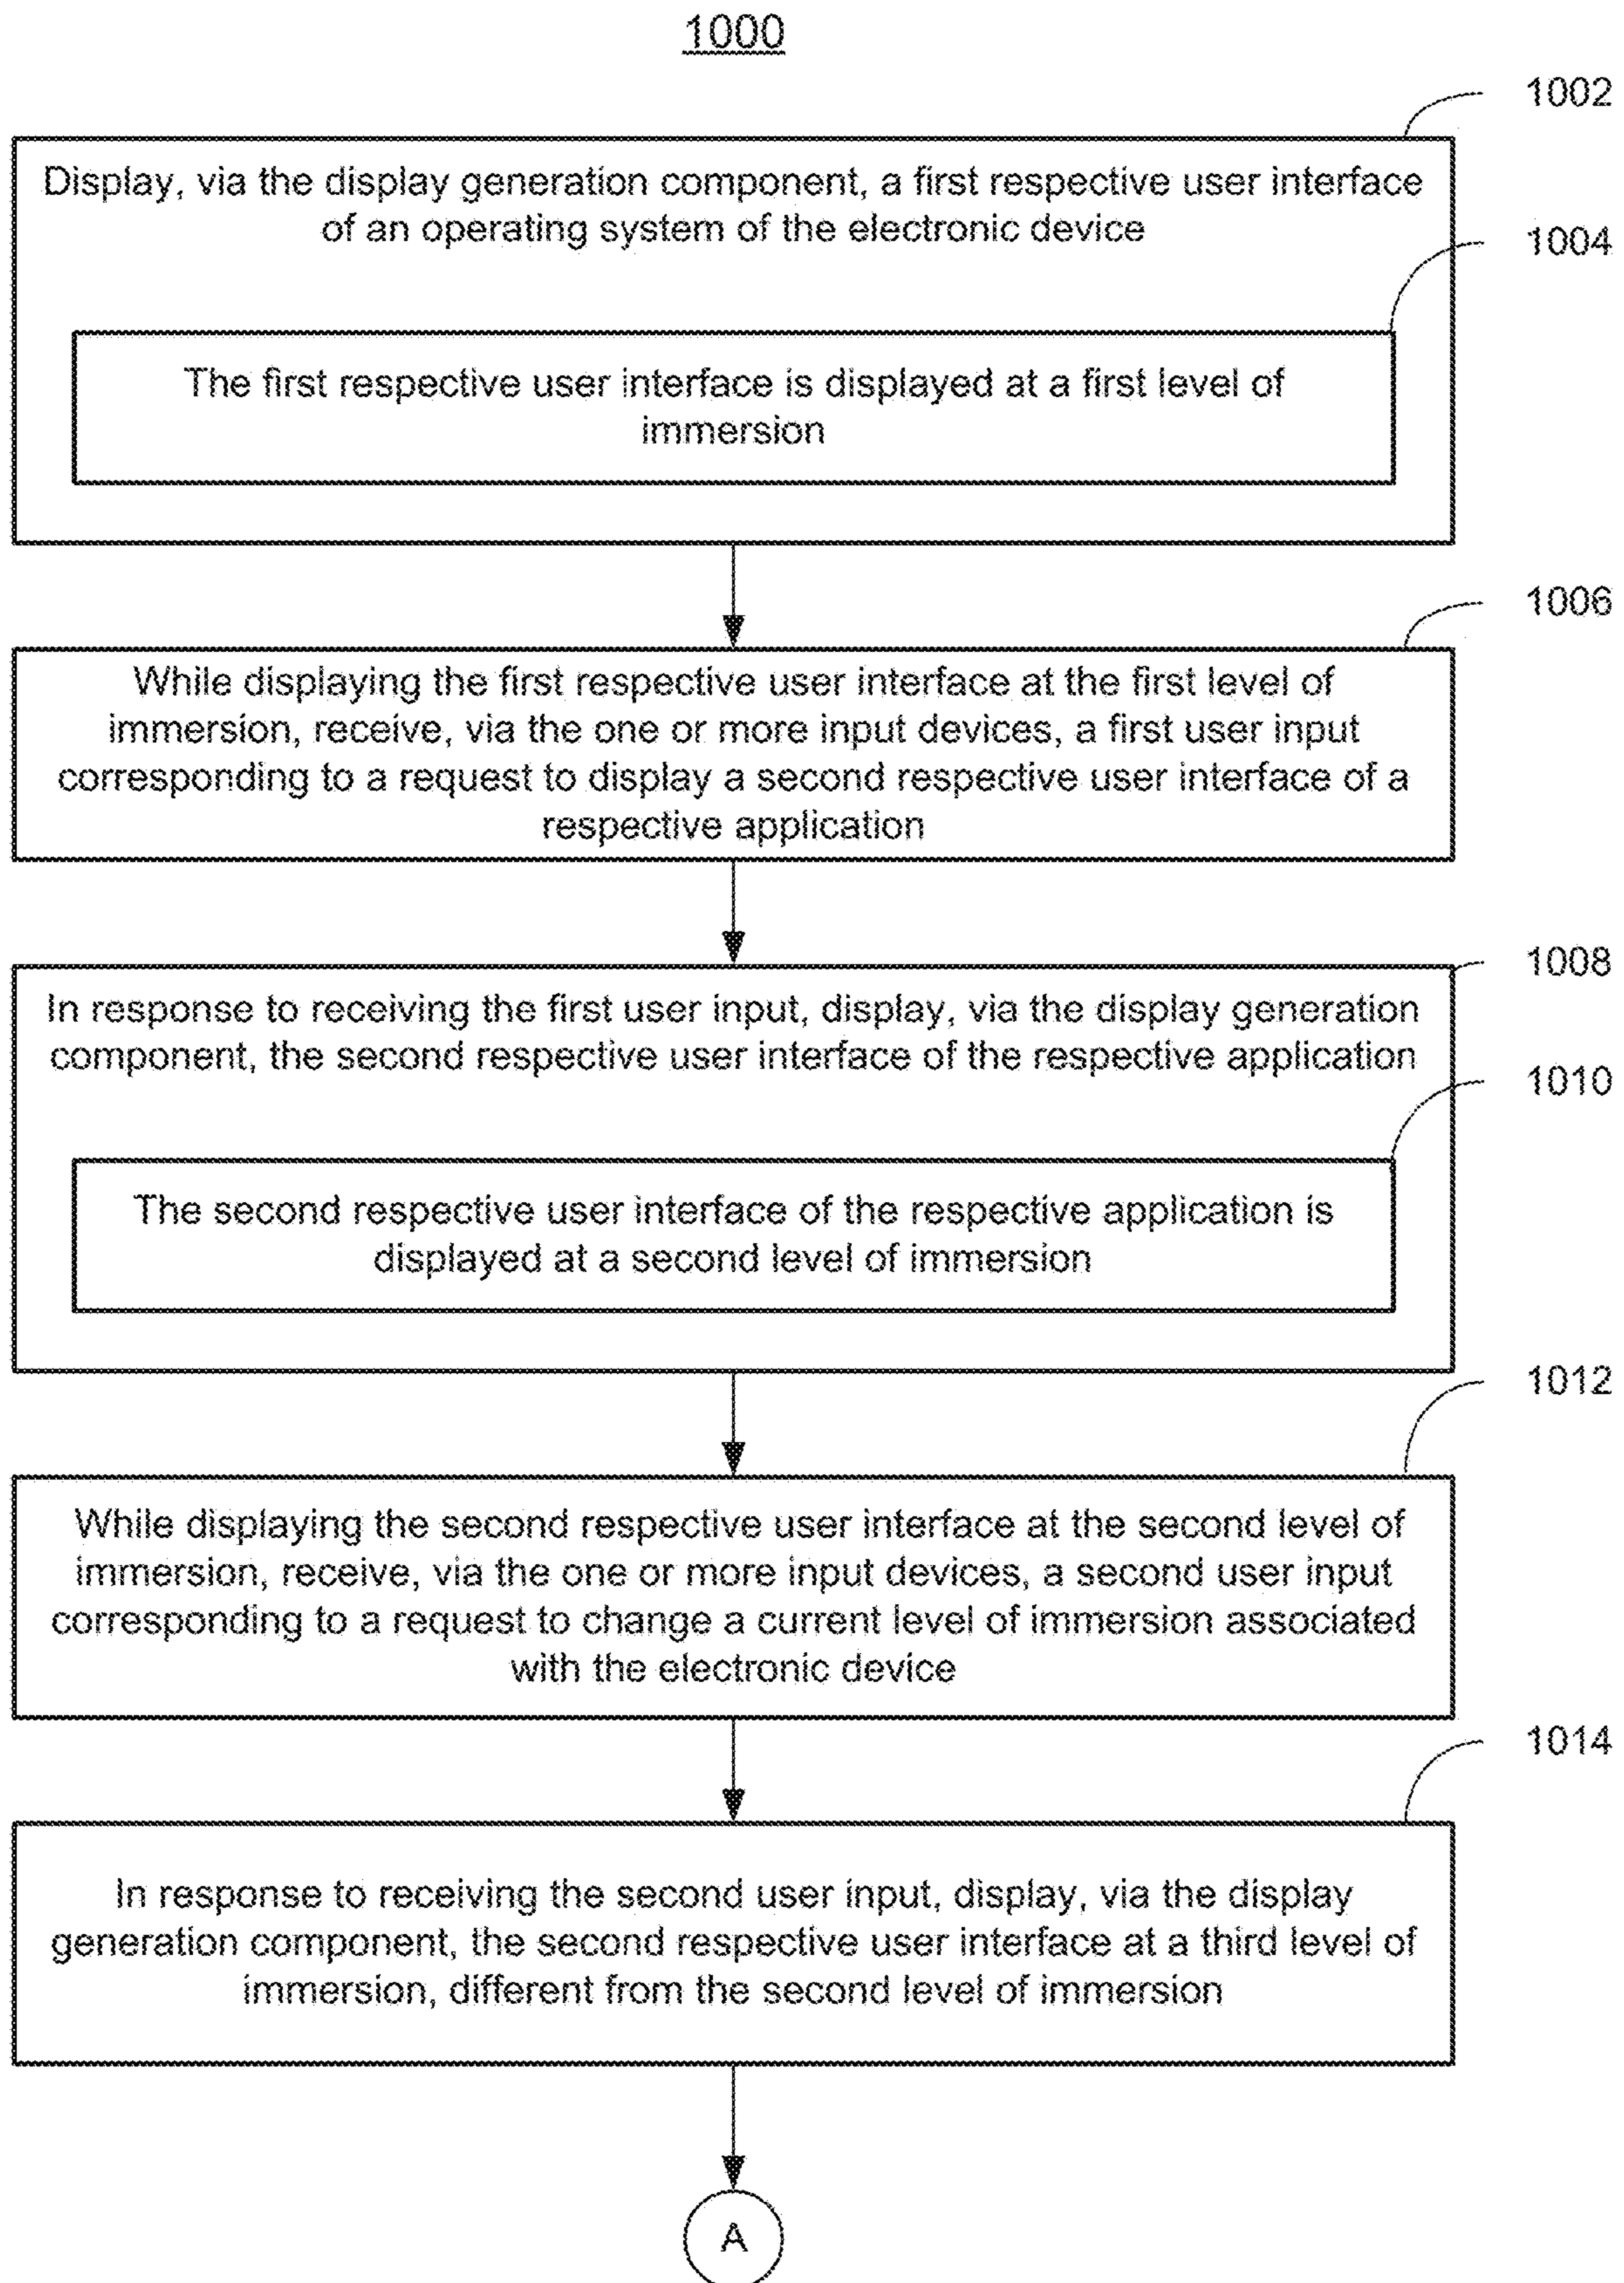 1000
1002
Display, via the display generation component, a first respective user interface
of an operating system of the electronic device
1004
The first respective user interface is displayed at a first level of
immersion
1006
While displaying the first respective user interface at the first level of
immersion, receive, via the one or more input devices, a first user input
corresponding to a request to display a second respective user interface of a
respective application
1008
In response to receiving the first user input, display, via the display generation
component, the second respective user interface of the respective application
1010
The second respective user interface of the respective application is
displayed at a second level of immersion
1012
While displaying the second respective user interface at the second level of
immersion, receive, via the one or more input devices, a second user input
corresponding to a request to change a current level of immersion associated
with the electronic device
1014
In response to receiving the second user input, display, via the display
generation component, the second respective user interface at a third level of
immersion, different from the second level of immersion
A